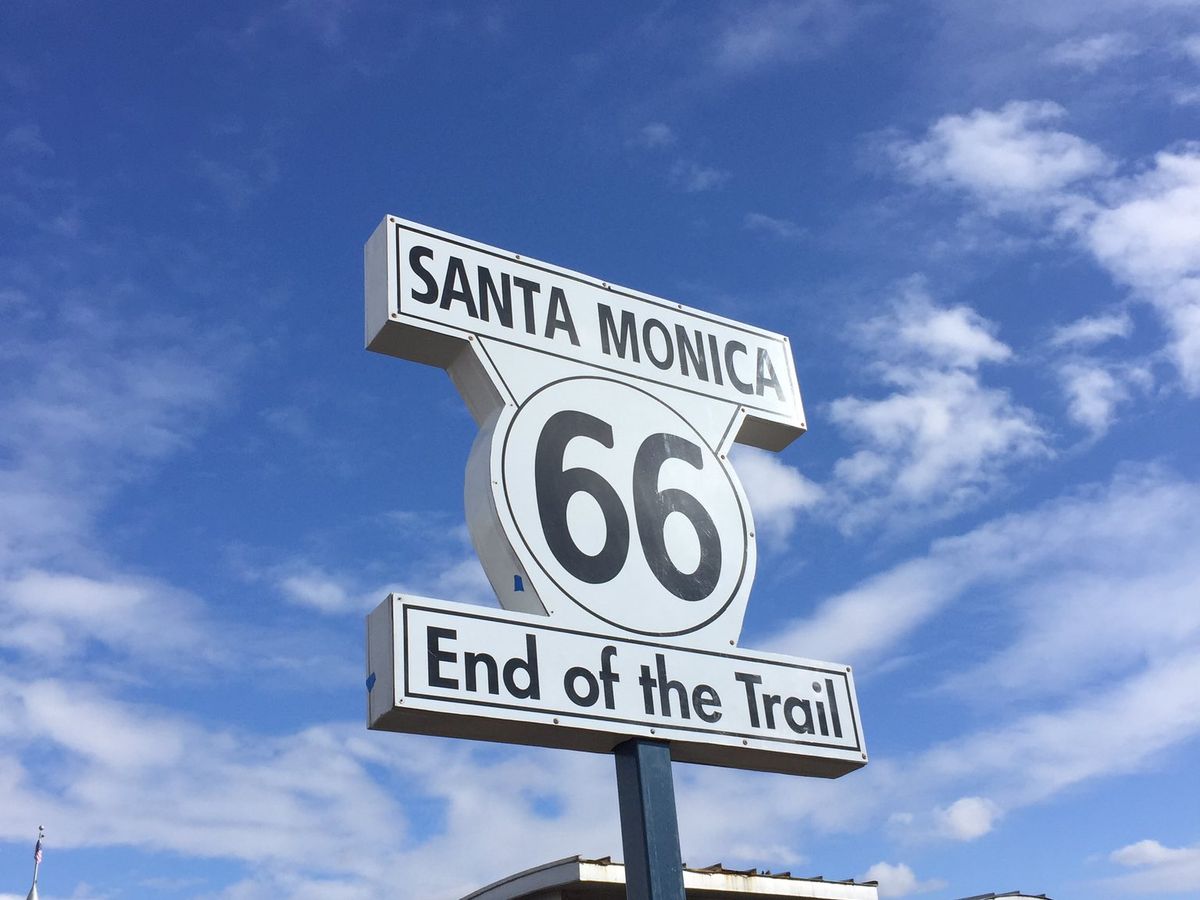 SANTA MONICA
66
End of the Trail